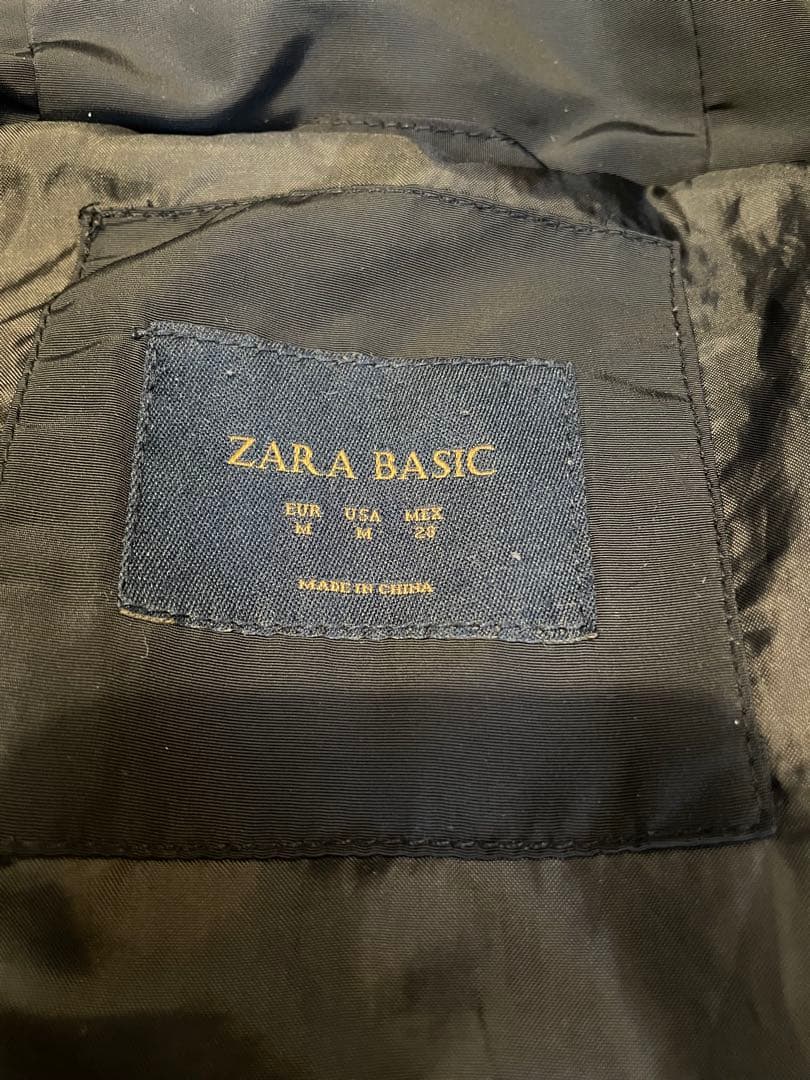 ZARA BASIC
EUR USA MEX
M M 28
MADE IN CHINA